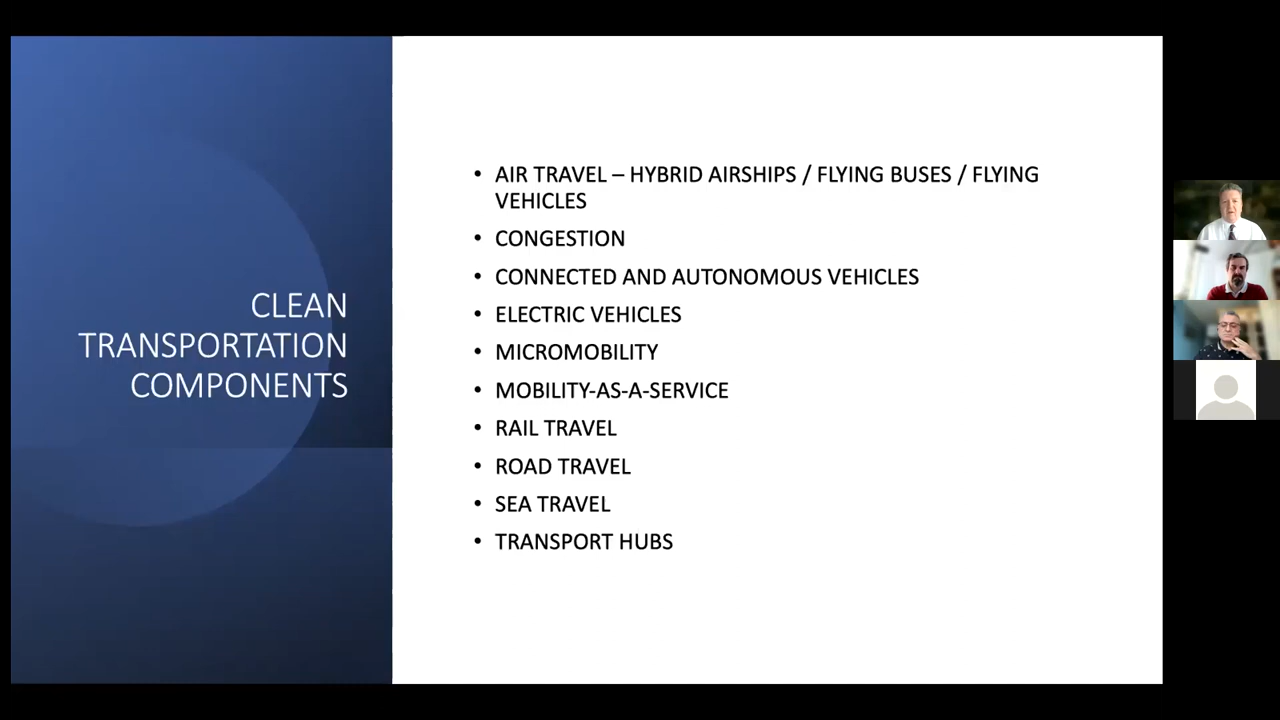 CLEAN
TRANSPORTATION
COMPONENTS
• AIR TRAVEL – HYBRID AIRSHIPS / FLYING BUSES / FLYING
VEHICLES
• CONGESTION
• CONNECTED AND AUTONOMOUS VEHICLES
• ELECTRIC VEHICLES
• MICROMOBILITY
• MOBILITY-AS-A-SERVICE
• RAIL TRAVEL
• ROAD TRAVEL
• SEA TRAVEL
• TRANSPORT HUBS